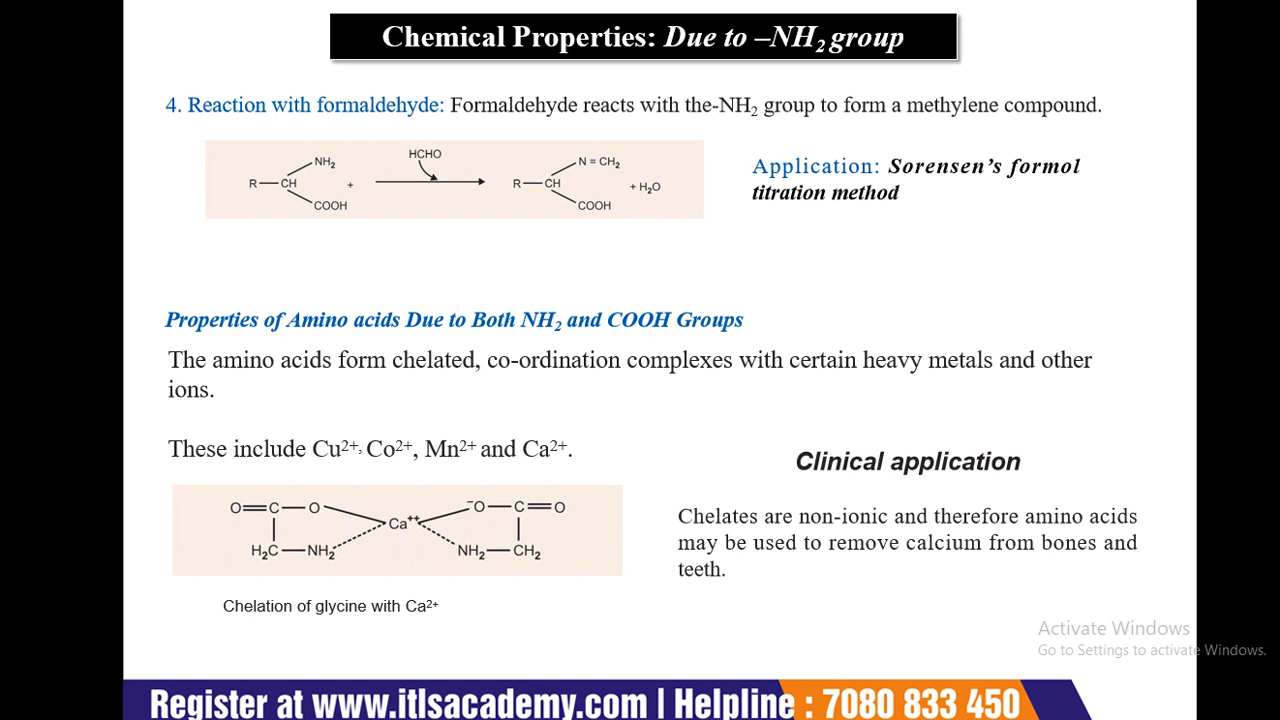 Chemical Properties: Due to –NH₂ group
4. Reaction with formaldehyde: Formaldehyde reacts with the-NH₂ group to form a methylene compound.
NH₂
R—CH
COOH
+
HCHO
N = CH₂
R—CH
COOH
+ H₂O
Application: Sorensen’s formol
titration method
Properties of Amino acids Due to Both NH₂ and COOH Groups
The amino acids form chelated, co-ordination complexes with certain heavy metals and other
ions.
These include Cu²⁺, Co²⁺, Mn²⁺ and Ca²⁺.
O=C—O
H₂C—NH₂
Ca⁺⁺
⁻O—C=O
NH₂—CH₂
Chelation of glycine with Ca²⁺
Clinical application
Chelates are non-ionic and therefore amino acids
may be used to remove calcium from bones and
teeth.
Activate Windows
Go to Settings to activate Windows.
Register at www.itlsacademy.com | Helpline : 7080 833 450